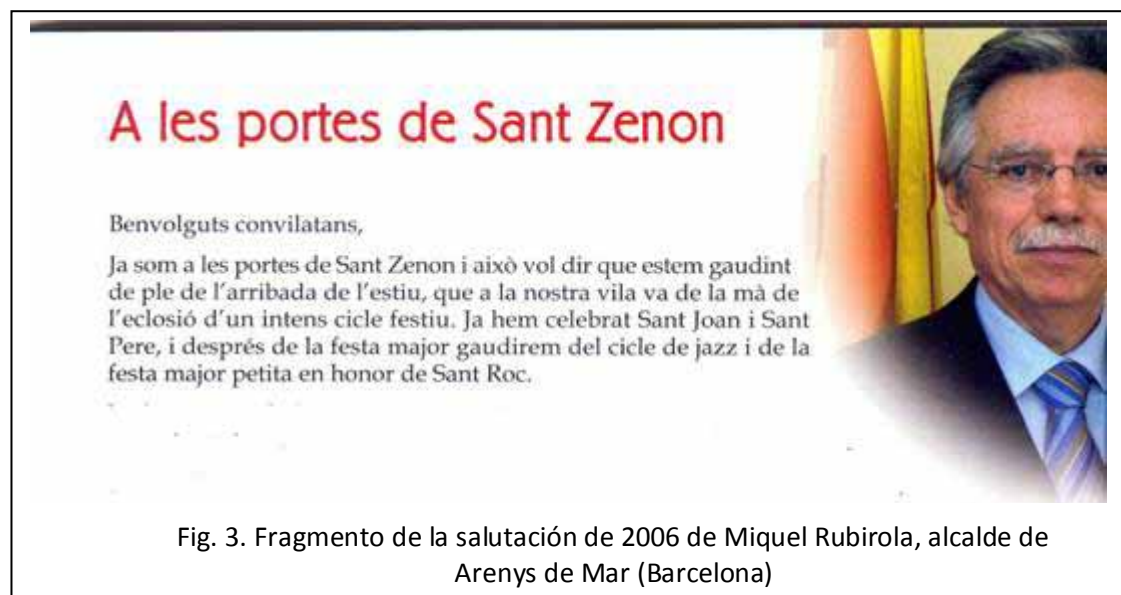 A les portes de Sant Zenon
Benvolguts convilatans,
Ja som a les portes de Sant Zenon i això vol dir que estem gaudint
de ple de l'arribada de l'estiu, que a la nostra vila va de la mà de
l'eclosió d'un intens cicle festiu. Ja hem celebrat Sant Joan i Sant
Pere, i després de la festa major gaudirem del cicle de jazz i de la
festa major petita en honor de Sant Roc.
Fig. 3. Fragmento de la salutación de 2006 de Miquel Rubirola, alcalde de
Arenys de Mar (Barcelona)